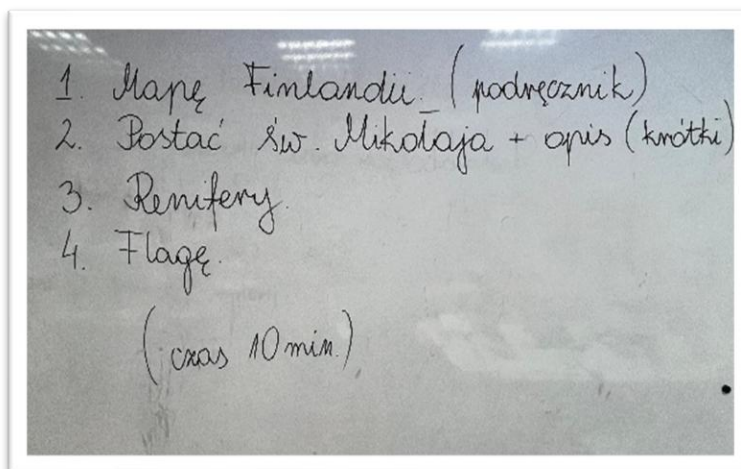 1. Mapę Finlandii. (podręcznik)
2. Postać św. Mikołaja + opis (krótki)
3. Renifery.
4. Flagę.
(czas 10 min.)